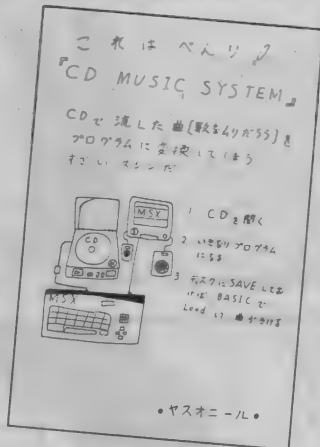 これはべんり♪
『CD MUSIC SYSTEM』
CDで流した曲[歌をムリだろう]を
プログラムに変換してしまう
すごいマシンだ
CD
MSX
MSX
1 CDを聞く
2 いきなりプログラム
になる
3 ディスクにSAVEしてお
けばBASICで
Loadして曲がきける
•ヤスオニール•